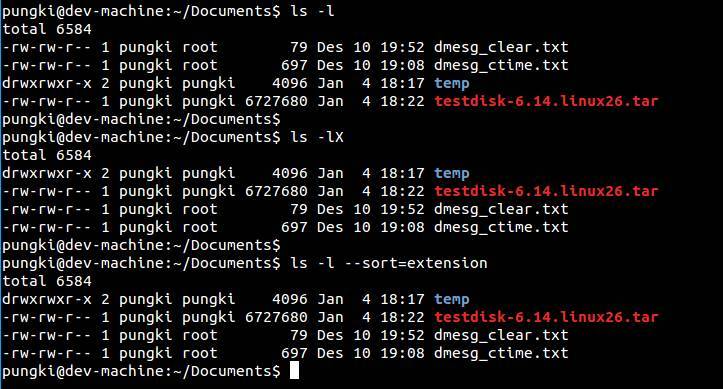 pungki@dev-machine:~/Documents$ ls -l
total 6584
-rw-rw-r-- 1 pungki root        79 Des 10 19:52 dmesg_clear.txt
-rw-rw-r-- 1 pungki root       697 Des 10 19:08 dmesg_ctime.txt
drwxrwxr-x 2 pungki pungki    4096 Jan  4 18:17 temp
-rw-rw-r-- 1 pungki pungki 6727680 Jan  4 18:22 testdisk-6.14.linux26.tar
pungki@dev-machine:~/Documents$
pungki@dev-machine:~/Documents$ ls -lX
total 6584
drwxrwxr-x 2 pungki pungki    4096 Jan  4 18:17 temp
-rw-rw-r-- 1 pungki pungki 6727680 Jan  4 18:22 testdisk-6.14.linux26.tar
-rw-rw-r-- 1 pungki root        79 Des 10 19:52 dmesg_clear.txt
-rw-rw-r-- 1 pungki root       697 Des 10 19:08 dmesg_ctime.txt
pungki@dev-machine:~/Documents$
pungki@dev-machine:~/Documents$ ls -l --sort=extension
total 6584
drwxrwxr-x 2 pungki pungki    4096 Jan  4 18:17 temp
-rw-rw-r-- 1 pungki pungki 6727680 Jan  4 18:22 testdisk-6.14.linux26.tar
-rw-rw-r-- 1 pungki root        79 Des 10 19:52 dmesg_clear.txt
-rw-rw-r-- 1 pungki root       697 Des 10 19:08 dmesg_ctime.txt
pungki@dev-machine:~/Documents$